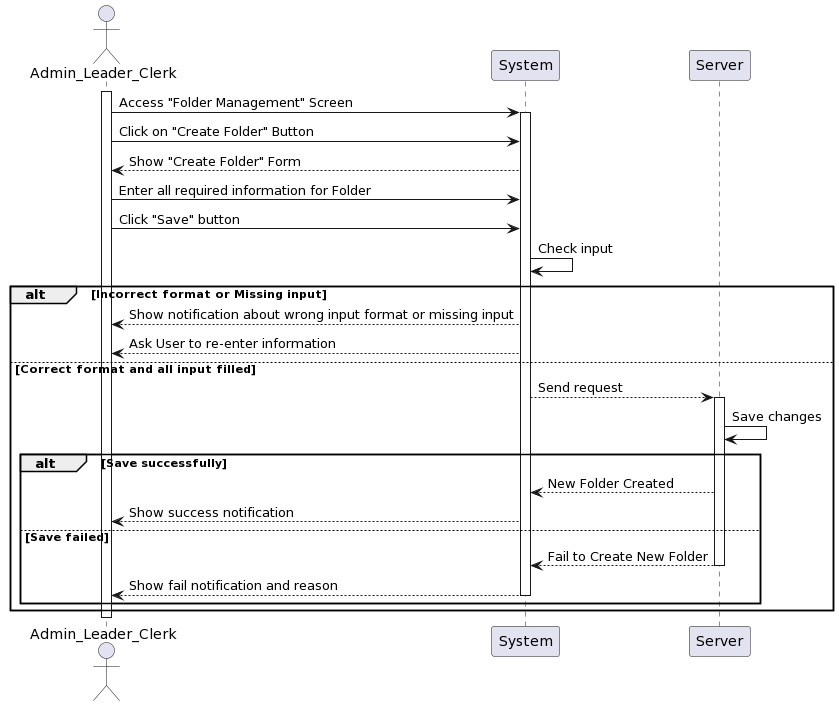 Admin_Leader_Clerk
System
Server
Access "Folder Management" Screen
Click on "Create Folder" Button
Show "Create Folder" Form
Enter all required information for Folder
Click "Save" button
Check input
alt
[Incorrect format or Missing input]
Show notification about wrong input format or missing input
Ask User to re-enter information
[Correct format and all input filled]
Send request
Save changes
alt
[Save successfully]
New Folder Created
Show success notification
[Save failed]
Fail to Create New Folder
Show fail notification and reason
Admin_Leader_Clerk
System
Server